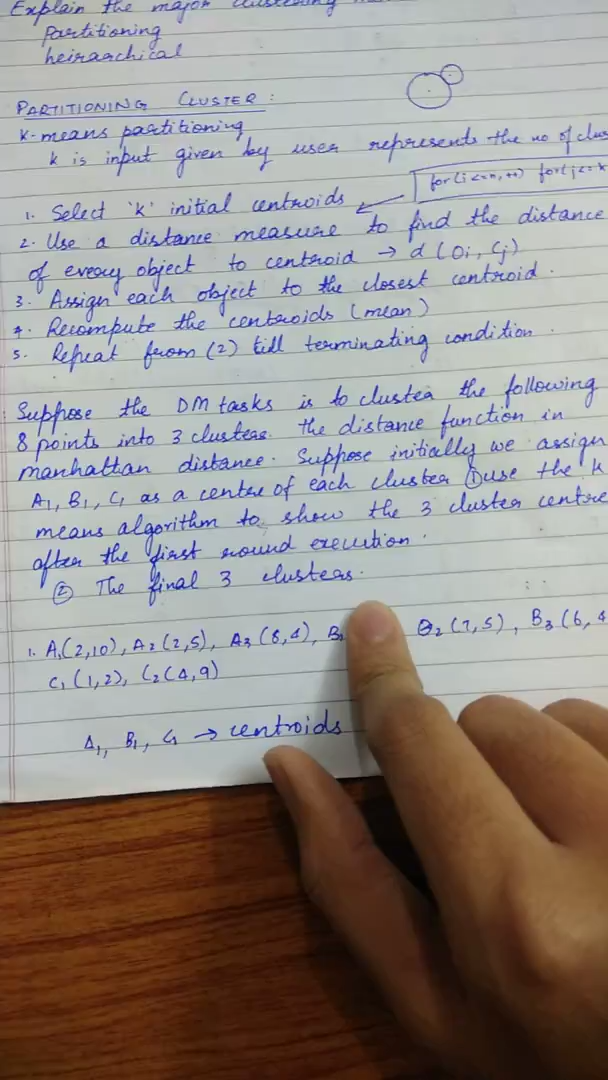 Explain the major clustering
Partitioning
heirarchical
PARTITIONING CLUSTER :
K-means partitioning
K is input given by user represents the no of clus
for(i<=n,++) for(j<=k
1. Select 'k' initial centroids
2. Use a distance measure to find the distance
of every object to centroid → d(Oi, Cj)
3. Assign each object to the closest centroid.
4. Recompute the centroids (mean)
5. Repeat from (2) till terminating condition.
Suppose the DM tasks is to cluster the following
8 points into 3 clusters. The distance function in
manhattan distance. Suppose initially we assign
A1, B1, C1 as a centre of each cluster ① use the K
means algorithm to show the 3 cluster centre
after the first round execution.
② The final 3 clusters.
1. A1(2,10), A2(2,5), A3(8,4), B2(7,5), B3(6,4
C1(1,2), C2(4,9)
A1, B1, C1 → centroids